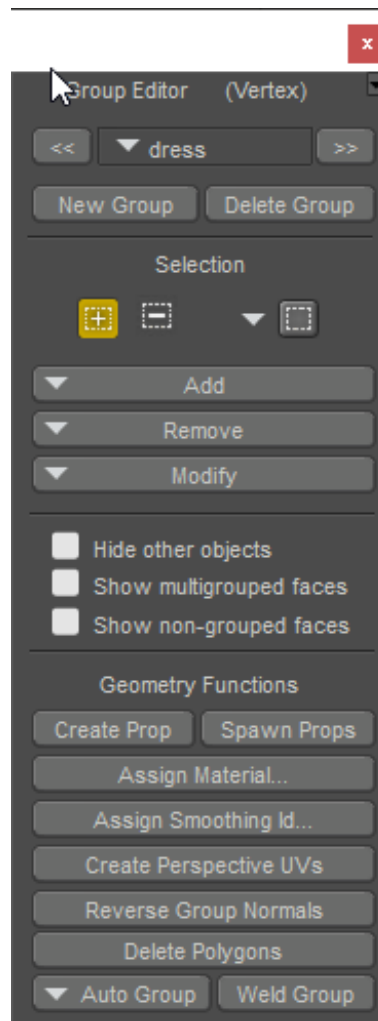 x
Group Editor (Vertex)
<< dress >>
New Group Delete Group
Selection
Add
Remove
Modify
Hide other objects
Show multigrouped faces
Show non-grouped faces
Geometry Functions
Create Prop Spawn Props
Assign Material...
Assign Smoothing Id...
Create Perspective UVs
Reverse Group Normals
Delete Polygons
Auto Group Weld Group